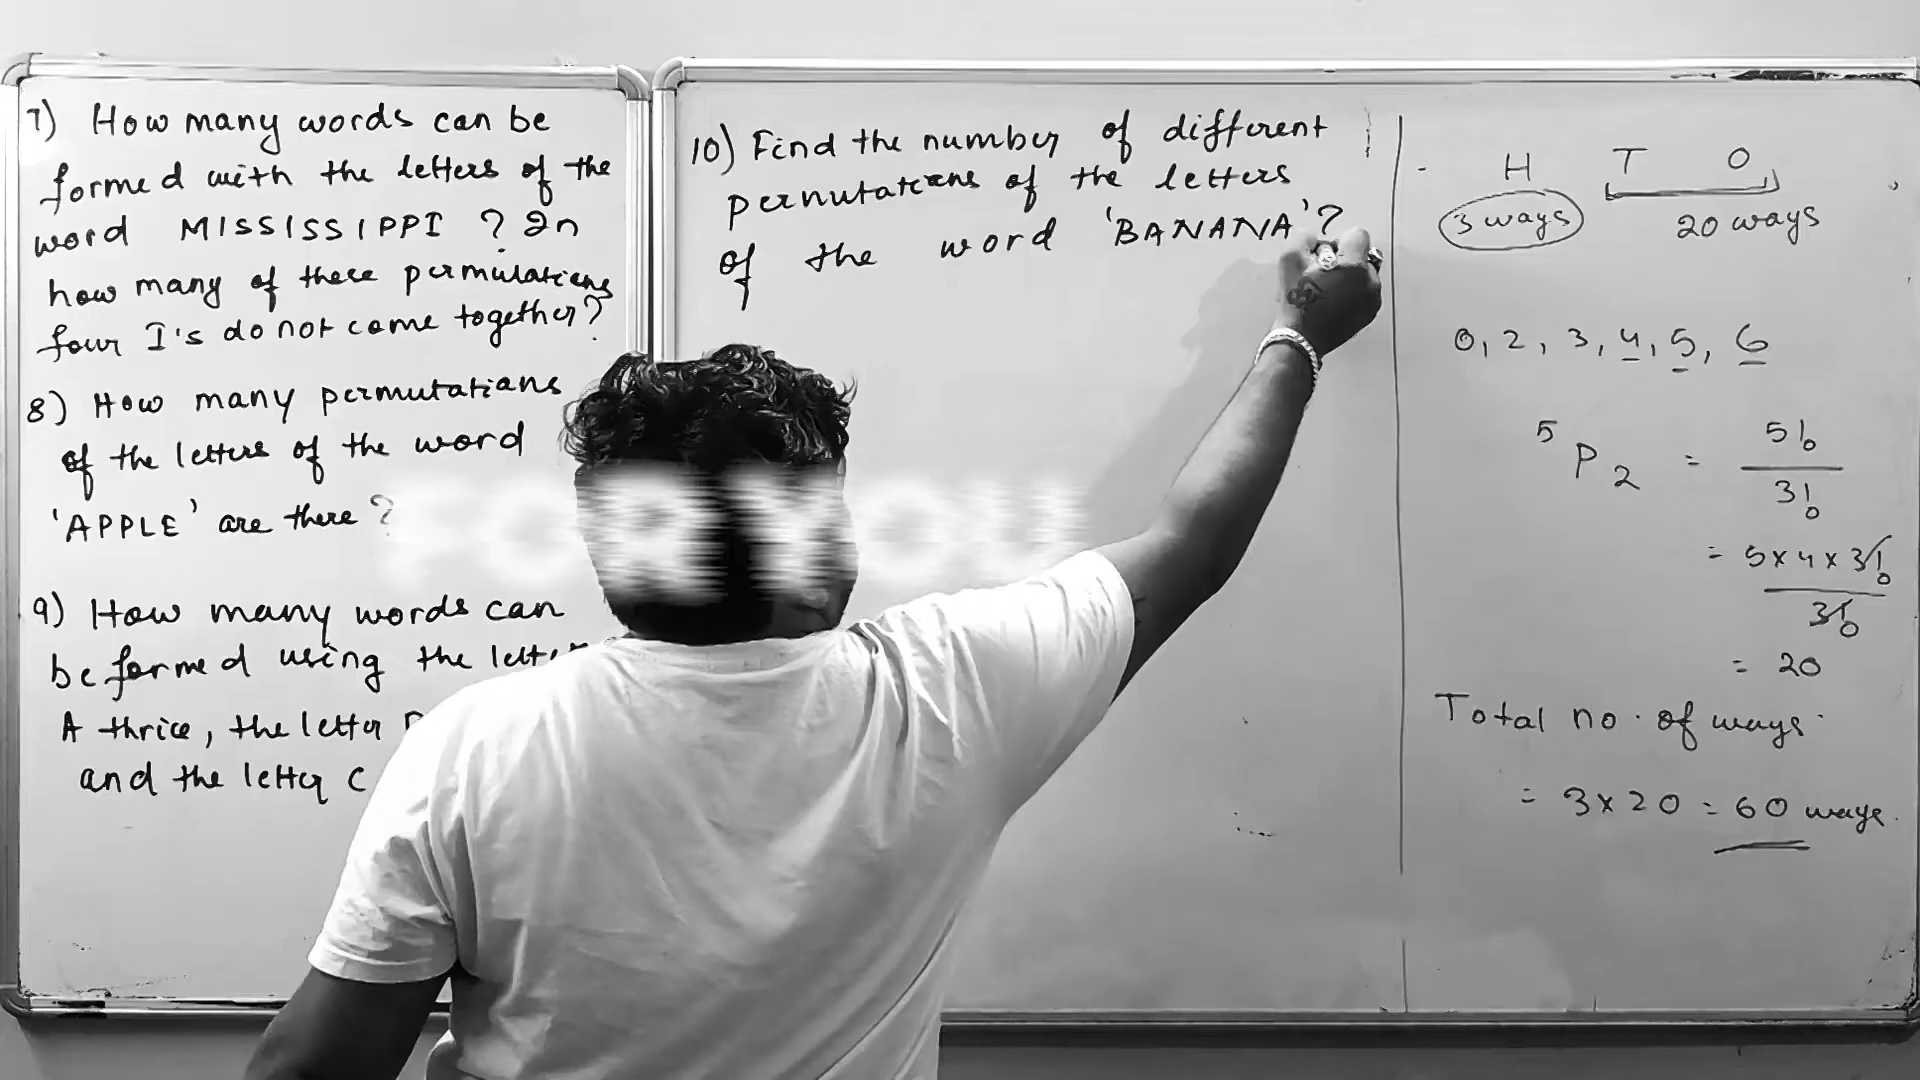 7) How many words can be
formed with the letters of the
word MISSISSIPPI ? In
how many of these permutations
four I's do not come together?
8) How many permutations
of the letters of the word
'APPLE' are there ?
9) How many words can
be formed using the
A thrice, the letter
and the letter C
10) Find the number of different
permutations of the letters
of the word 'BANANA'?
FOR YOU
H T O
3 ways 20 ways
0, 2, 3, 4, 5, 6
5P2 = 5! / 3!
= 5 x 4 x 3! / 3!
= 20
Total no. of ways
= 3 x 20 = 60 ways.